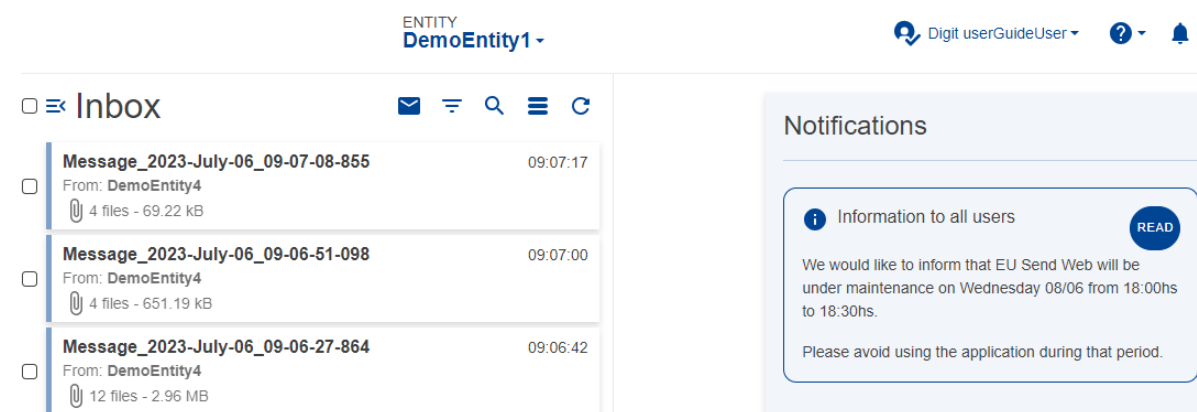 ENTITY
DemoEntity1
Digit userGuideUser
Inbox
Message_2023-July-06_09-07-08-855 09:07:17
From: DemoEntity4
4 files - 69.22 kB
Message_2023-July-06_09-06-51-098 09:07:00
From: DemoEntity4
4 files - 651.19 kB
Message_2023-July-06_09-06-27-864 09:06:42
From: DemoEntity4
12 files - 2.96 MB
Notifications
Information to all users
READ
We would like to inform that EU Send Web will be
under maintenance on Wednesday 08/06 from 18:00hs
to 18:30hs.
Please avoid using the application during that period.